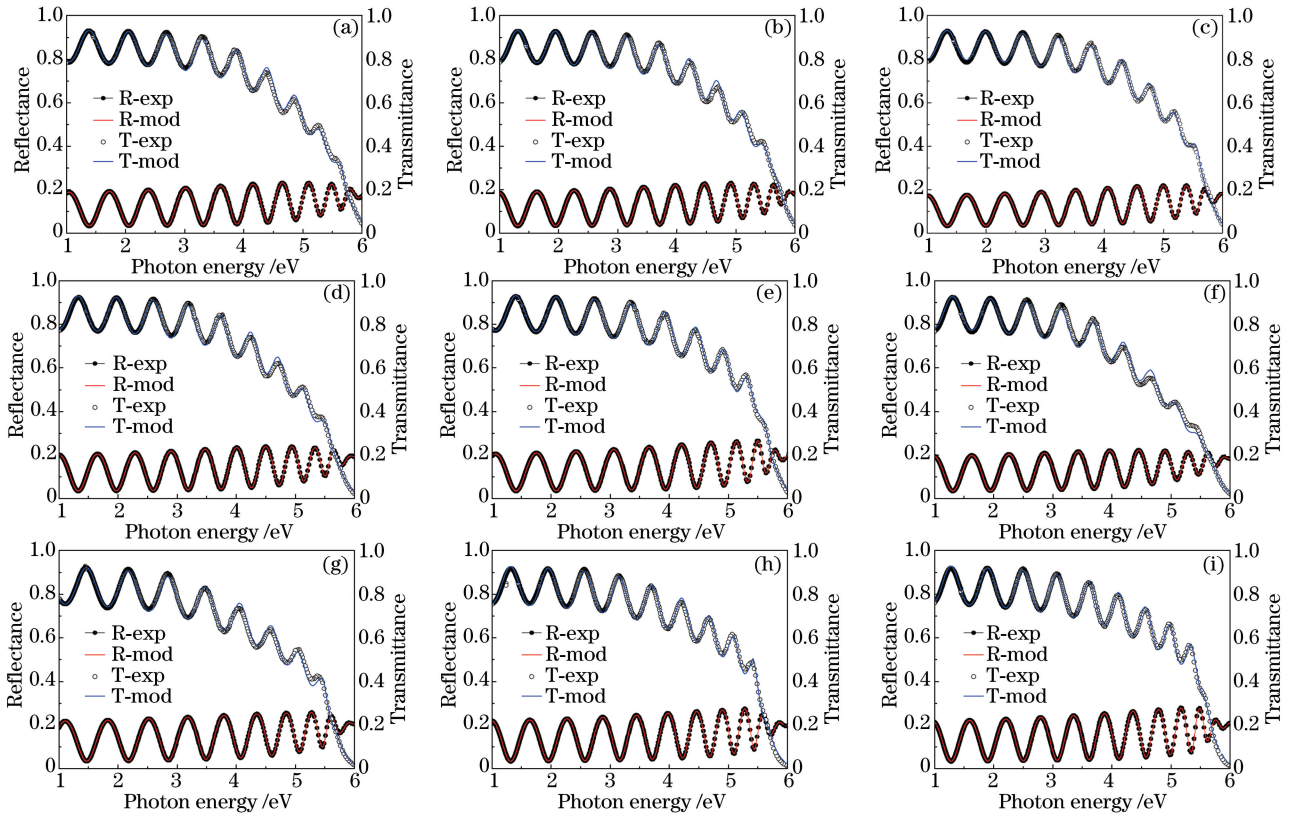 (a)
1.0
0.8
0.6
0.4
0.2
0
Reflectance
R-exp
R-mod
T-exp
T-mod
1.0
0.8
0.6
0.4
0.2
0
Transmittance
1 2 3 4 5 6
Photon energy /eV
(b)
1.0
0.8
0.6
0.4
0.2
0
Reflectance
R-exp
R-mod
T-exp
T-mod
1.0
0.8
0.6
0.4
0.2
0
Transmittance
1 2 3 4 5 6
Photon energy /eV
(c)
1.0
0.8
0.6
0.4
0.2
0
Reflectance
R-exp
R-mod
T-exp
T-mod
1.0
0.8
0.6
0.4
0.2
0
Transmittance
1 2 3 4 5 6
Photon energy /eV
(d)
1.0
0.8
0.6
0.4
0.2
0
Reflectance
R-exp
R-mod
T-exp
T-mod
1.0
0.8
0.6
0.4
0.2
0
Transmittance
1 2 3 4 5 6
Photon energy /eV
(e)
1.0
0.8
0.6
0.4
0.2
0
Reflectance
R-exp
R-mod
T-exp
T-mod
1.0
0.8
0.6
0.4
0.2
0
Transmittance
1 2 3 4 5 6
Photon energy /eV
(f)
1.0
0.8
0.6
0.4
0.2
0
Reflectance
R-exp
R-mod
T-exp
T-mod
1.0
0.8
0.6
0.4
0.2
0
Transmittance
1 2 3 4 5 6
Photon energy /eV
(g)
1.0
0.8
0.6
0.4
0.2
0
Reflectance
R-exp
R-mod
T-exp
T-mod
1.0
0.8
0.6
0.4
0.2
0
Transmittance
1 2 3 4 5 6
Photon energy /eV
(h)
1.0
0.8
0.6
0.4
0.2
0
Reflectance
R-exp
R-mod
T-exp
T-mod
1.0
0.8
0.6
0.4
0.2
0
Transmittance
1 2 3 4 5 6
Photon energy /eV
(i)
1.0
0.8
0.6
0.4
0.2
0
Reflectance
R-exp
R-mod
T-exp
T-mod
1.0
0.8
0.6
0.4
0.2
0
Transmittance
1 2 3 4 5 6
Photon energy /eV